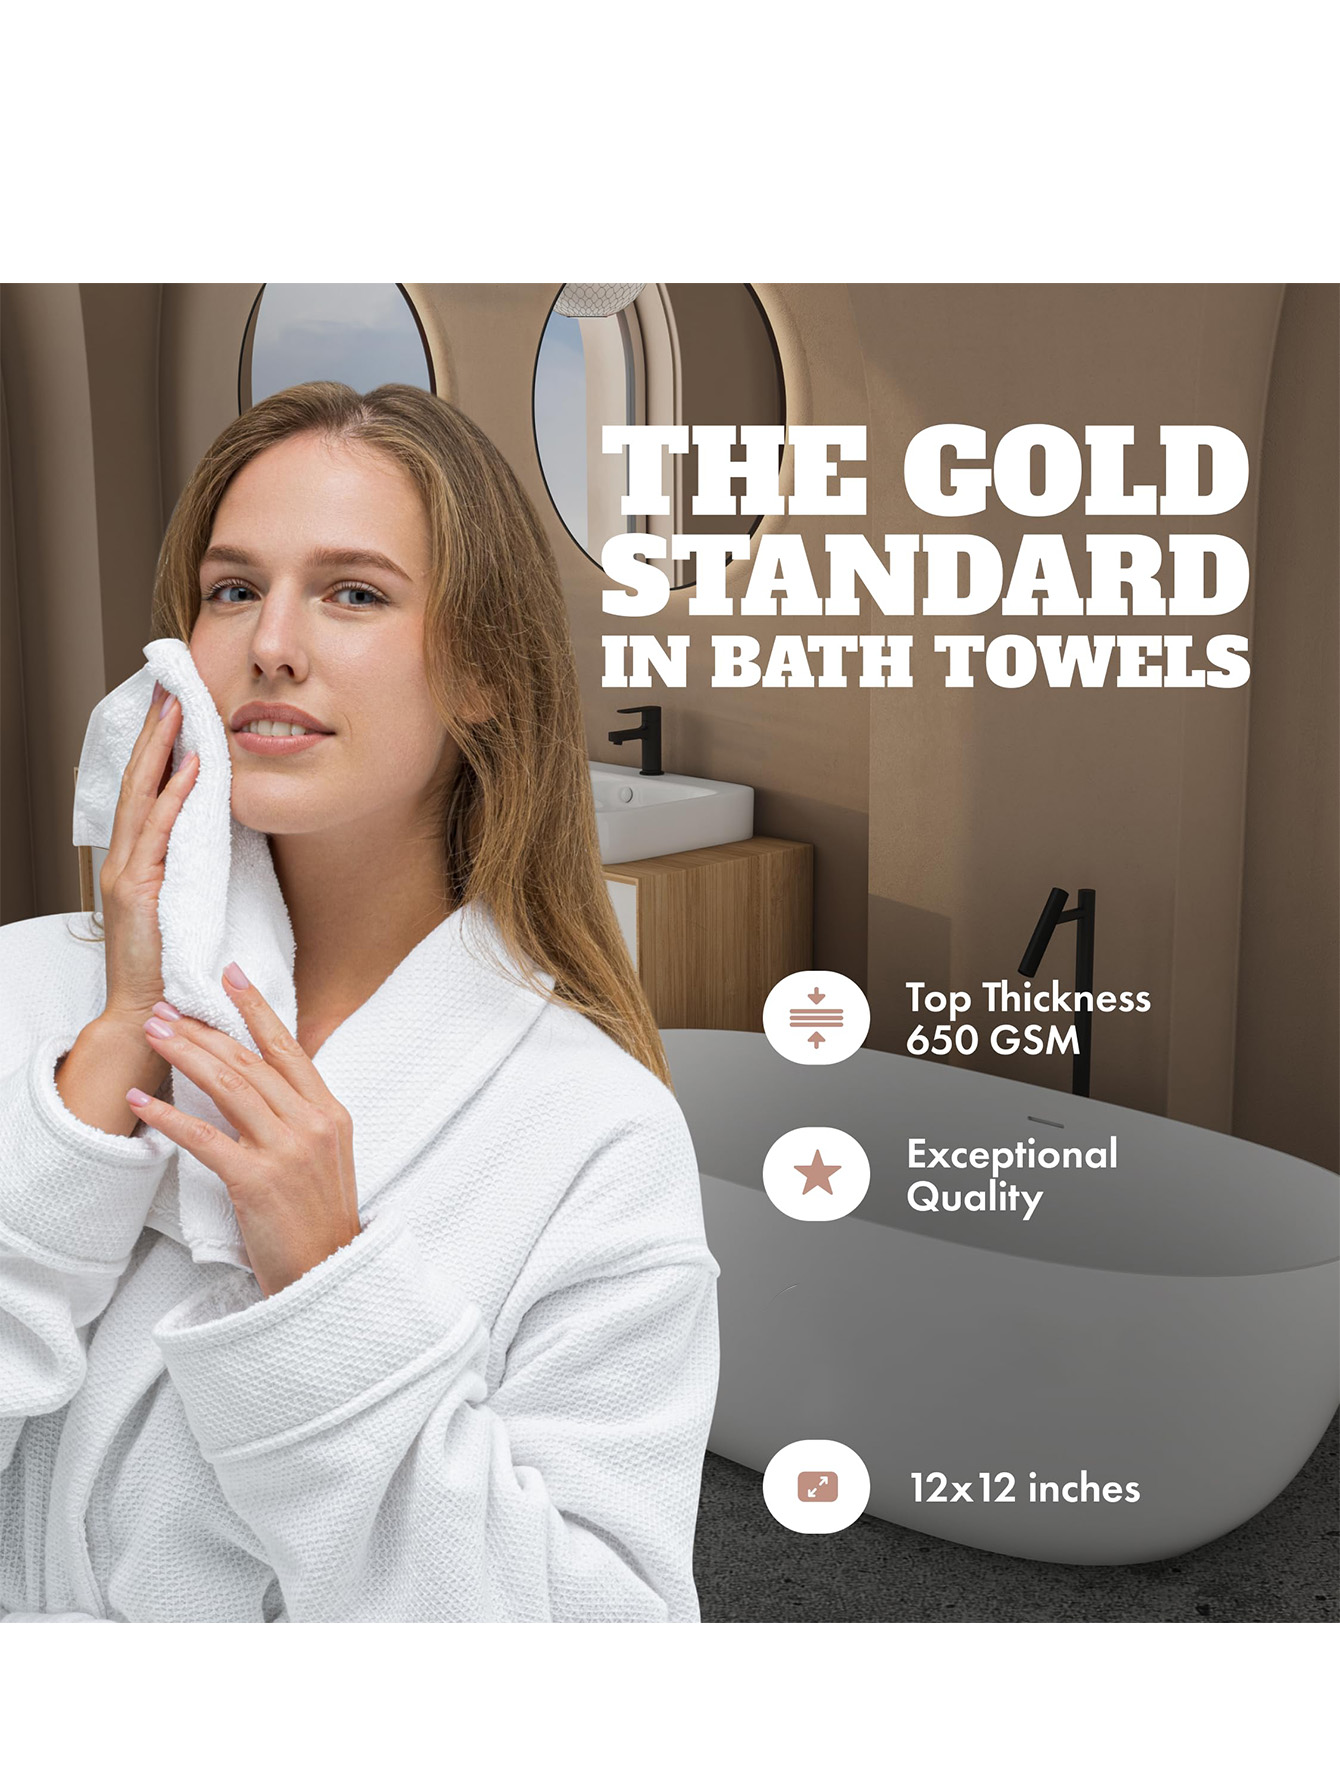 THE GOLD
STANDARD
IN BATH TOWELS
Top Thickness
650 GSM
Exceptional
Quality
12x12 inches